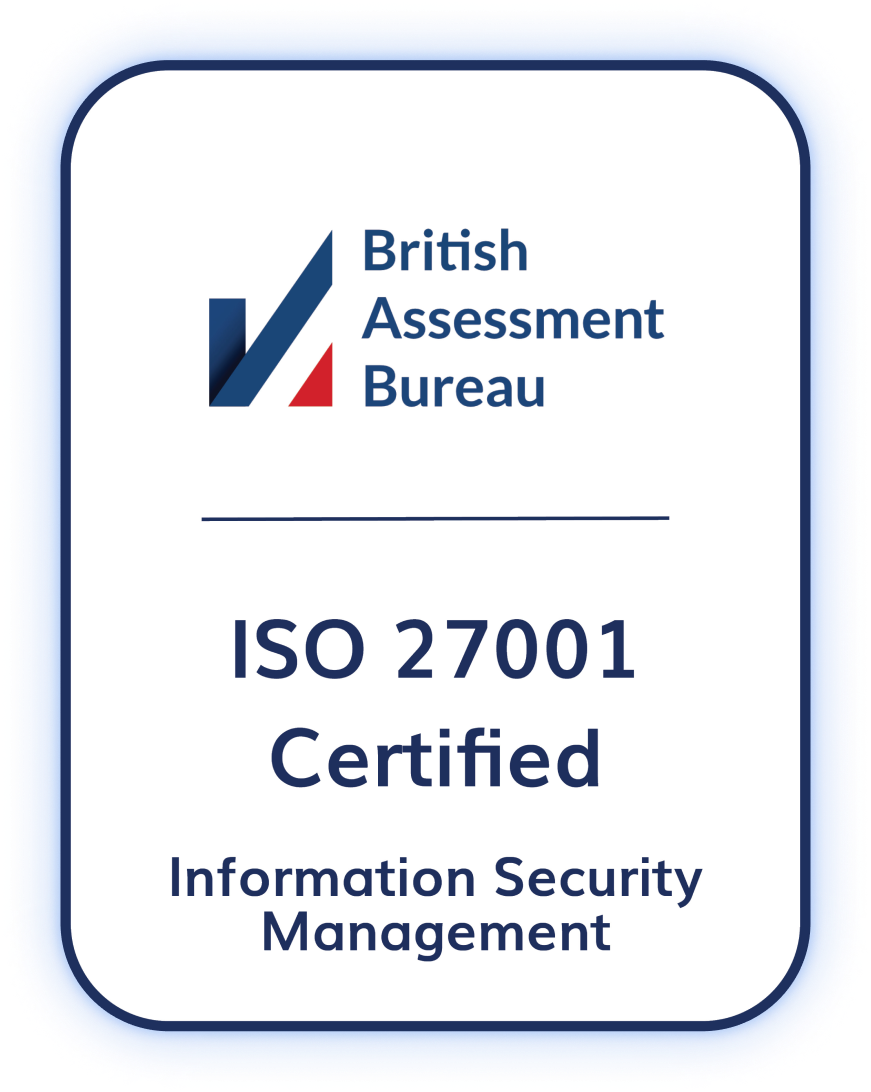 British
Assessment
Bureau
ISO 27001
Certified
Information Security
Management